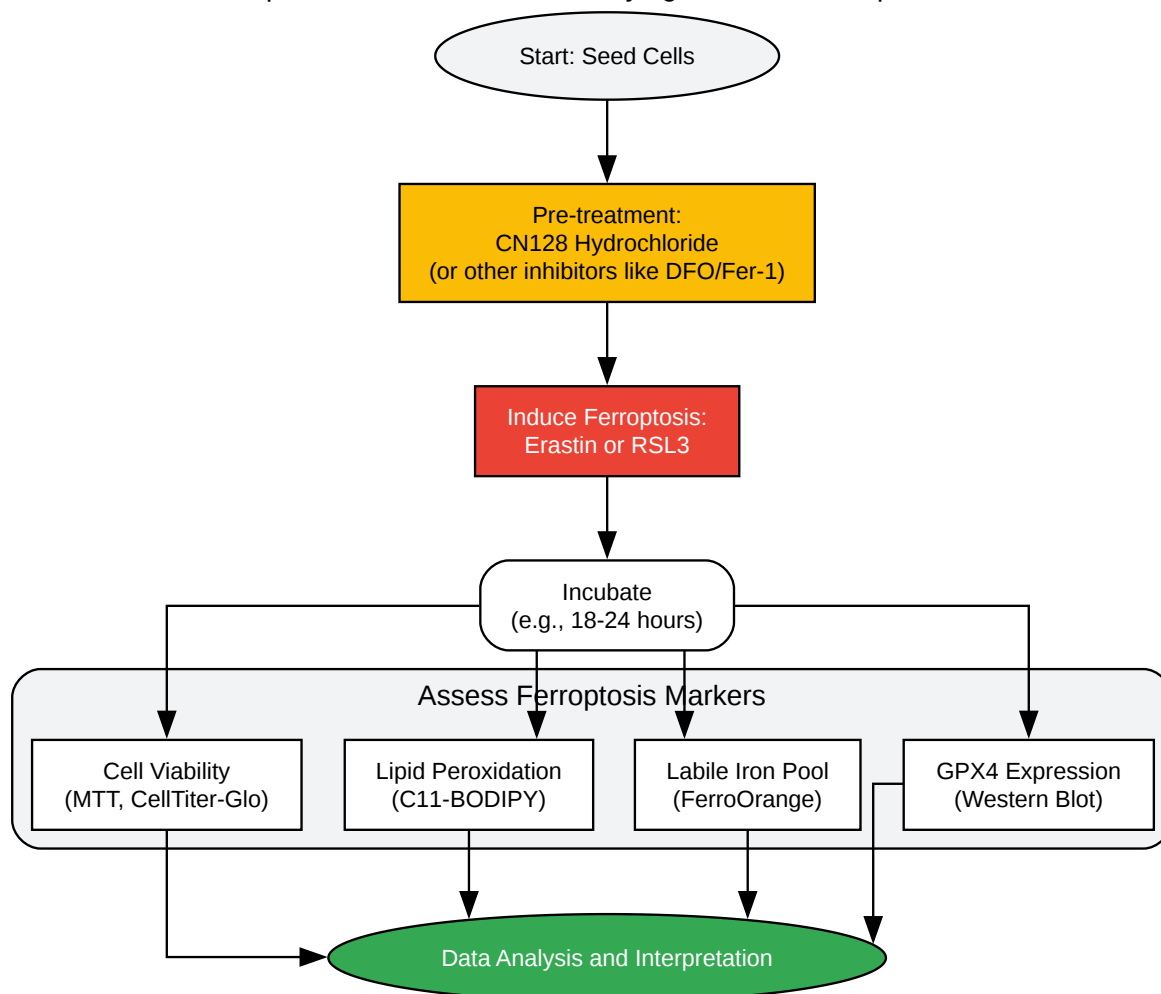 Start: Seed Cells
Pre-treatment:
CN128 Hydrochloride
(or other inhibitors like DFO/Fer-1)
Induce Ferroptosis:
Erastin or RSL3
Incubate
(e.g., 18-24 hours)
Assess Ferroptosis Markers
Cell Viability
(MTT, CellTiter-Glo)
Lipid Peroxidation
(C11-BODIPY)
Labile Iron Pool
(FerroOrange)
GPX4 Expression
(Western Blot)
Data Analysis and Interpretation